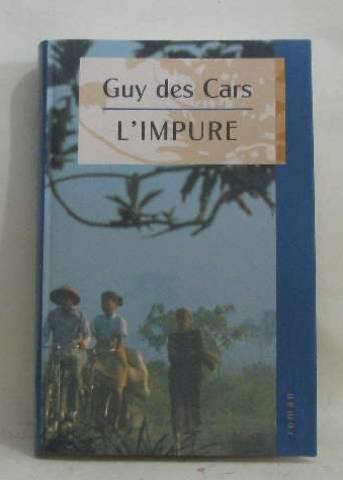 Guy des Cars
L'IMPURE
roman